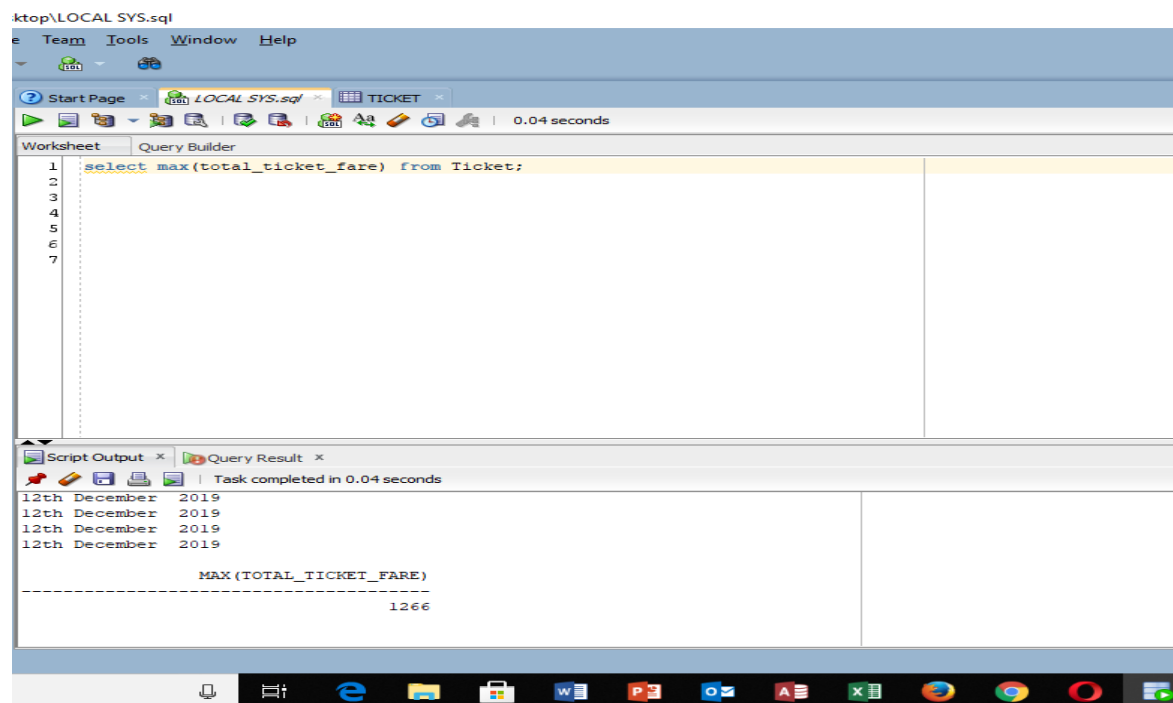 ktop\LOCAL SYS.sql
e Team Tools Window Help
SQL
Start Page LOCAL SYS.sql TICKET
0.04 seconds
Worksheet Query Builder
1 select max(total_ticket_fare) from Ticket;
2
3
4
5
6
7
Script Output Query Result
Task completed in 0.04 seconds
12th December 2019
12th December 2019
12th December 2019
12th December 2019
MAX(TOTAL_TICKET_FARE)
----------------------------------------
1266